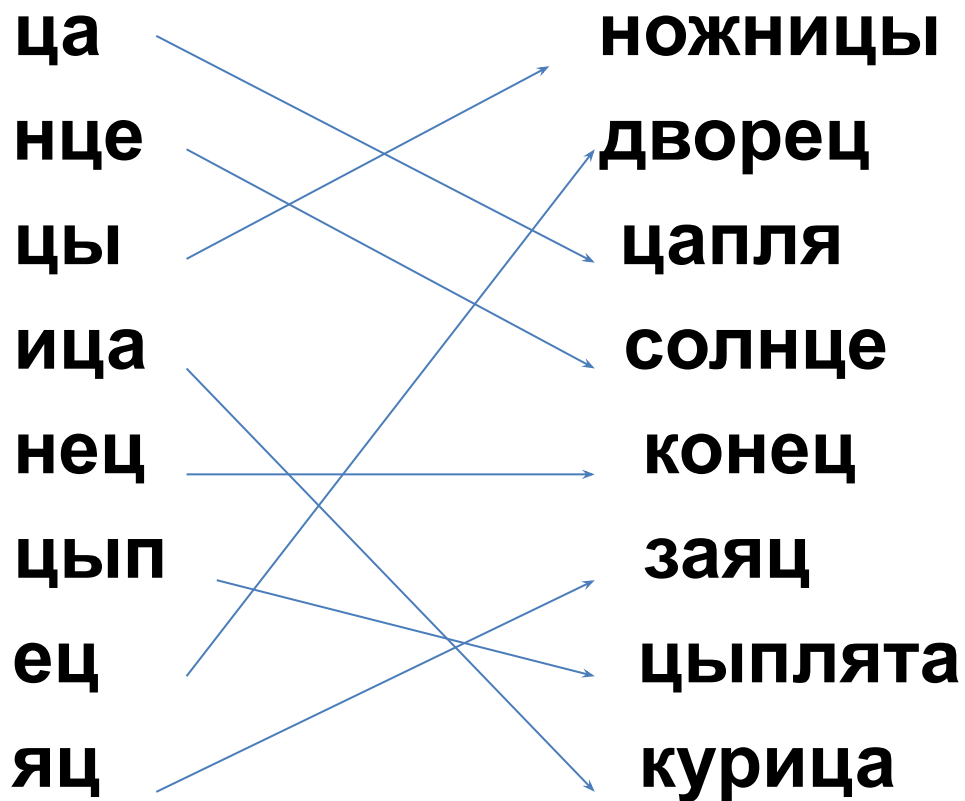 ца ножницы
нце дворец
цы цапля
ица солнце
нец конец
цып заяц
ец цыплята
яц курица